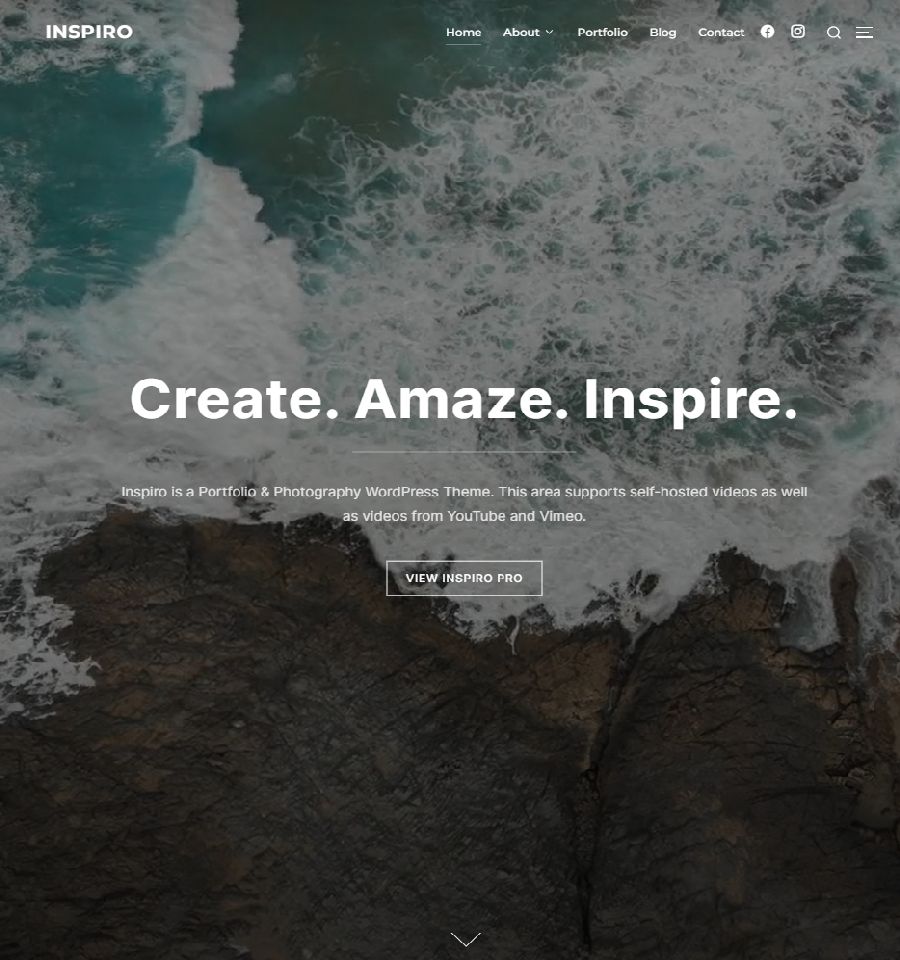 INSPIRO
Home About Portfolio Blog Contact
Create. Amaze. Inspire.
Inspiro is a Portfolio & Photography WordPress Theme. This area supports self-hosted videos as well
as videos from YouTube and Vimeo.
VIEW INSPIRO PRO